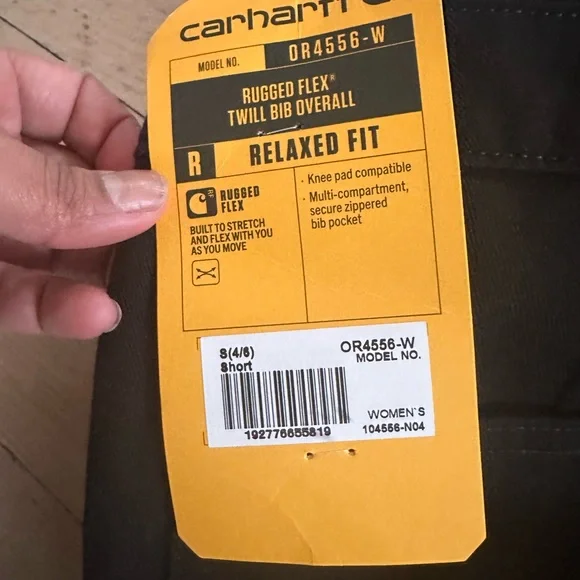 carhartt
MODEL NO. OR4556-W
RUGGED FLEX®
TWILL BIB OVERALL
R RELAXED FIT
RUGGED
FLEX
BUILT TO STRETCH
AND FLEX WITH YOU
AS YOU MOVE
· Knee pad compatible
· Multi-compartment,
secure zippered
bib pocket
S(4/6)
Short
OR4556-W
MODEL NO.
192776655819
WOMEN'S
104556-N04